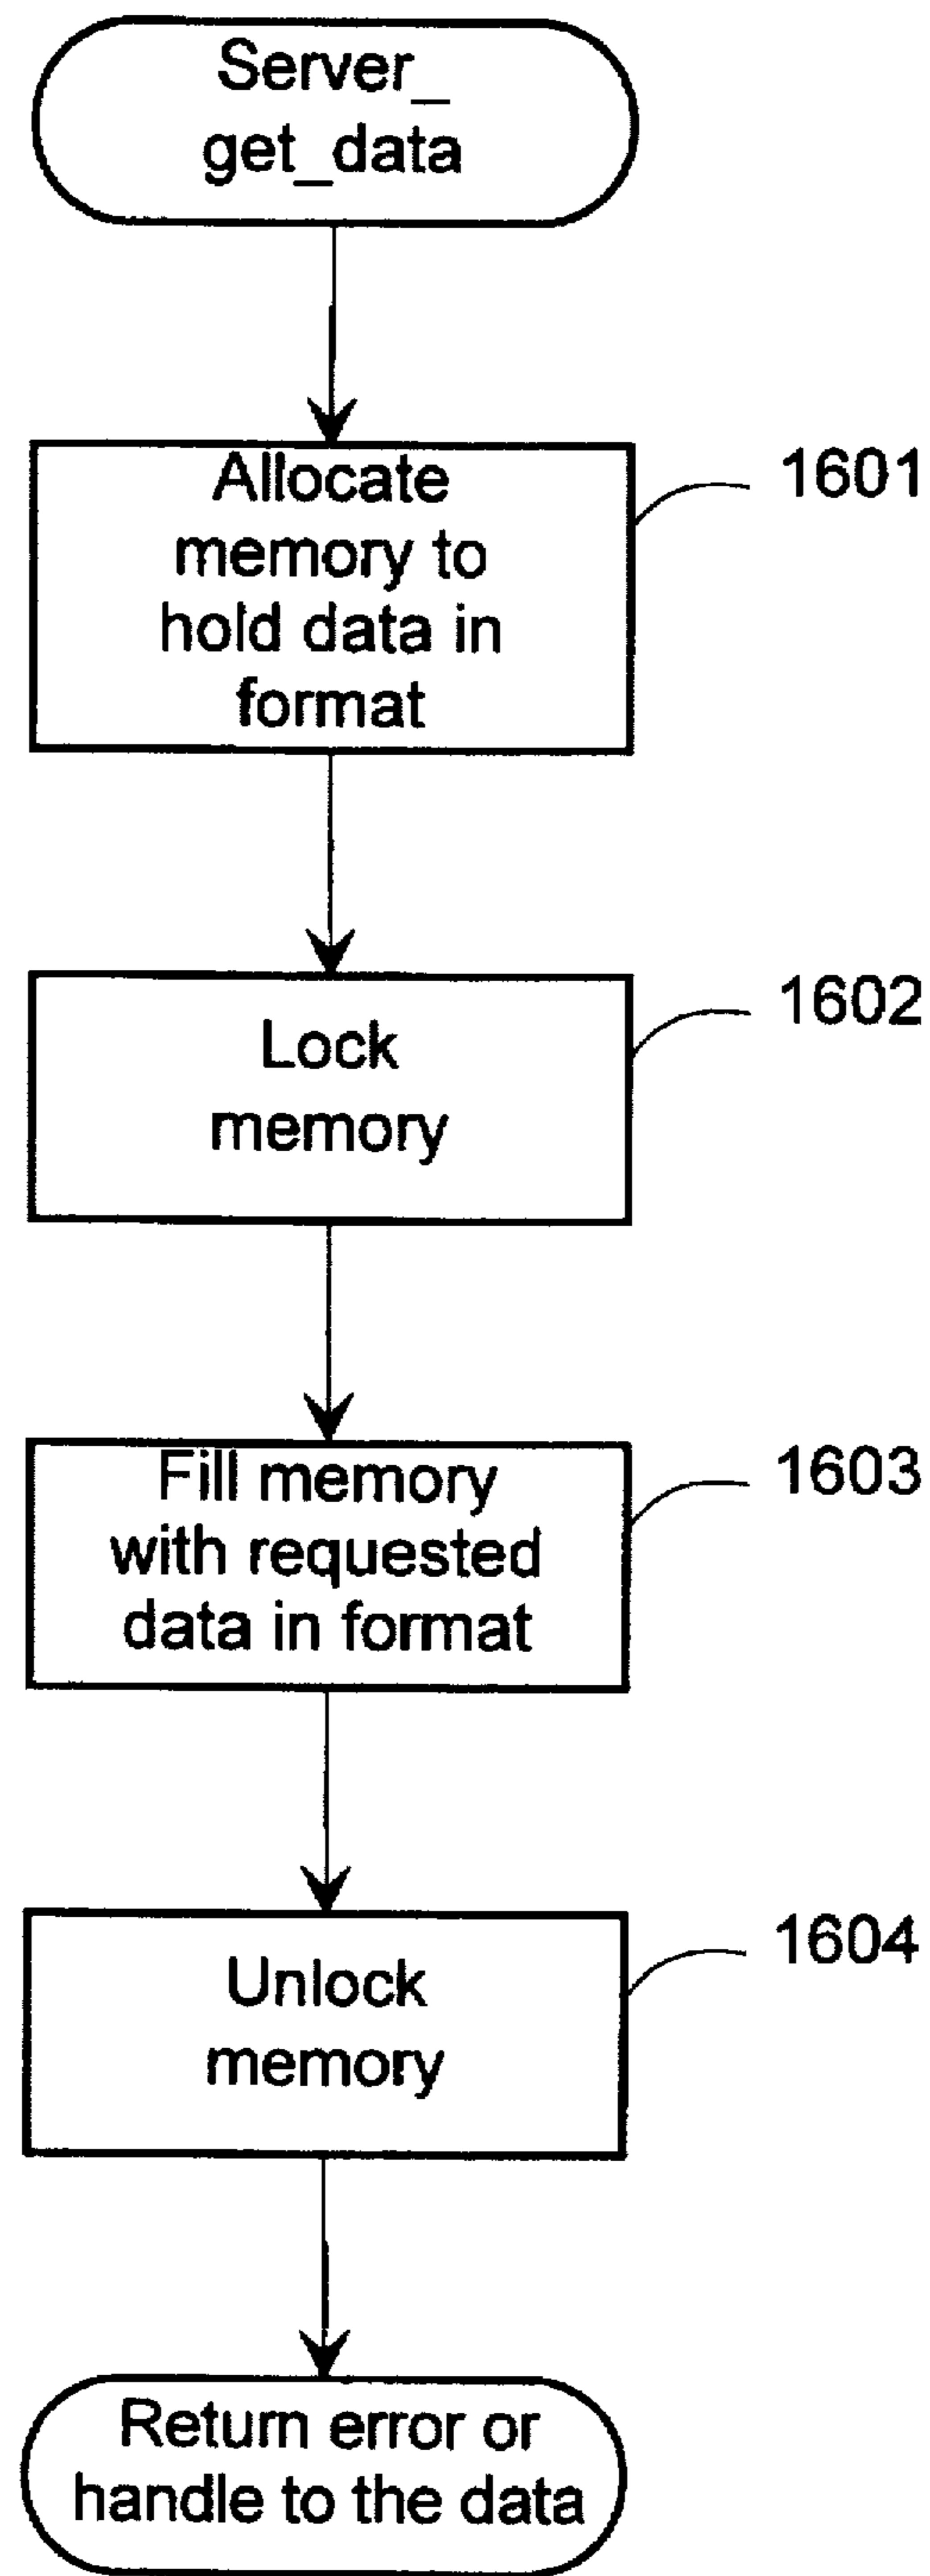 Server_
get_data
Allocate
memory to
hold data in
format
1601
Lock
memory
1602
Fill memory
with requested
data in format
1603
Unlock
memory
1604
Return error or
handle to the data